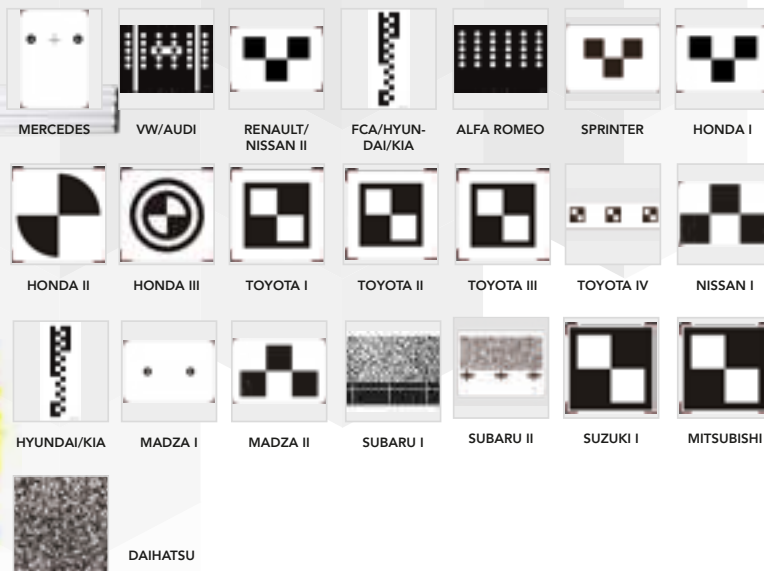 MERCEDES
VW/AUDI
RENAULT/
NISSAN II
FCA/HYUN-
DAI/KIA
ALFA ROMEO
SPRINTER
HONDA I
HONDA II
HONDA III
TOYOTA I
TOYOTA II
TOYOTA III
TOYOTA IV
NISSAN I
HYUNDAI/KIA
MADZA I
MADZA II
SUBARU I
SUBARU II
SUZUKI I
MITSUBISHI
DAIHATSU